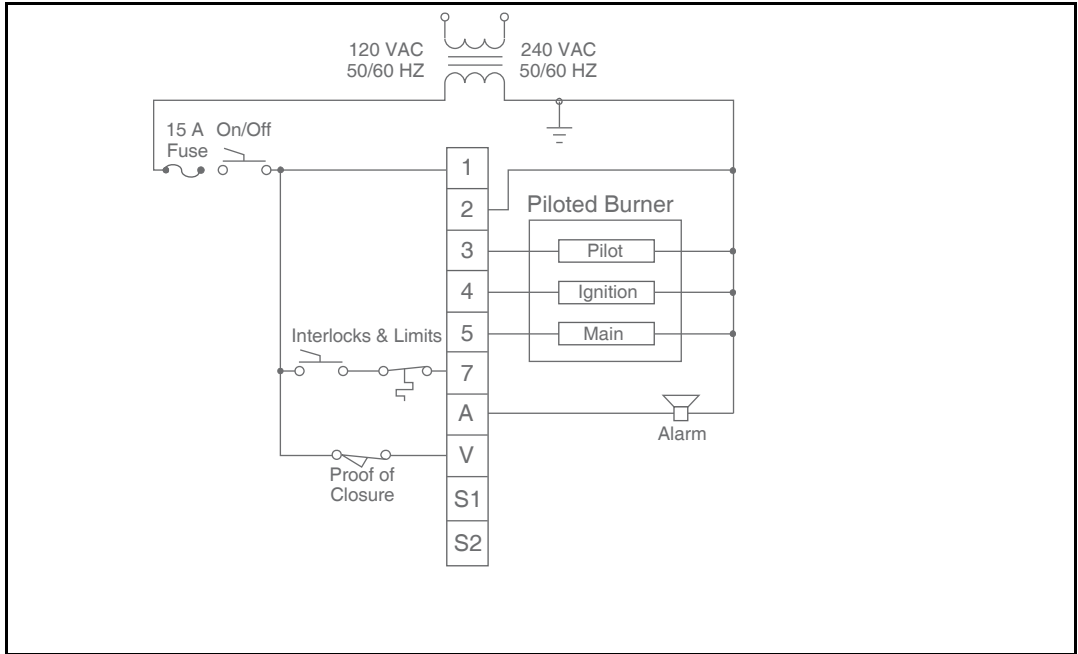 120 VAC
50/60 HZ
240 VAC
50/60 HZ
15 A
Fuse
On/Off
1
2
Piloted Burner
3
Pilot
4
Ignition
5
Main
Interlocks & Limits
7
A
Alarm
V
Proof of
Closure
S1
S2